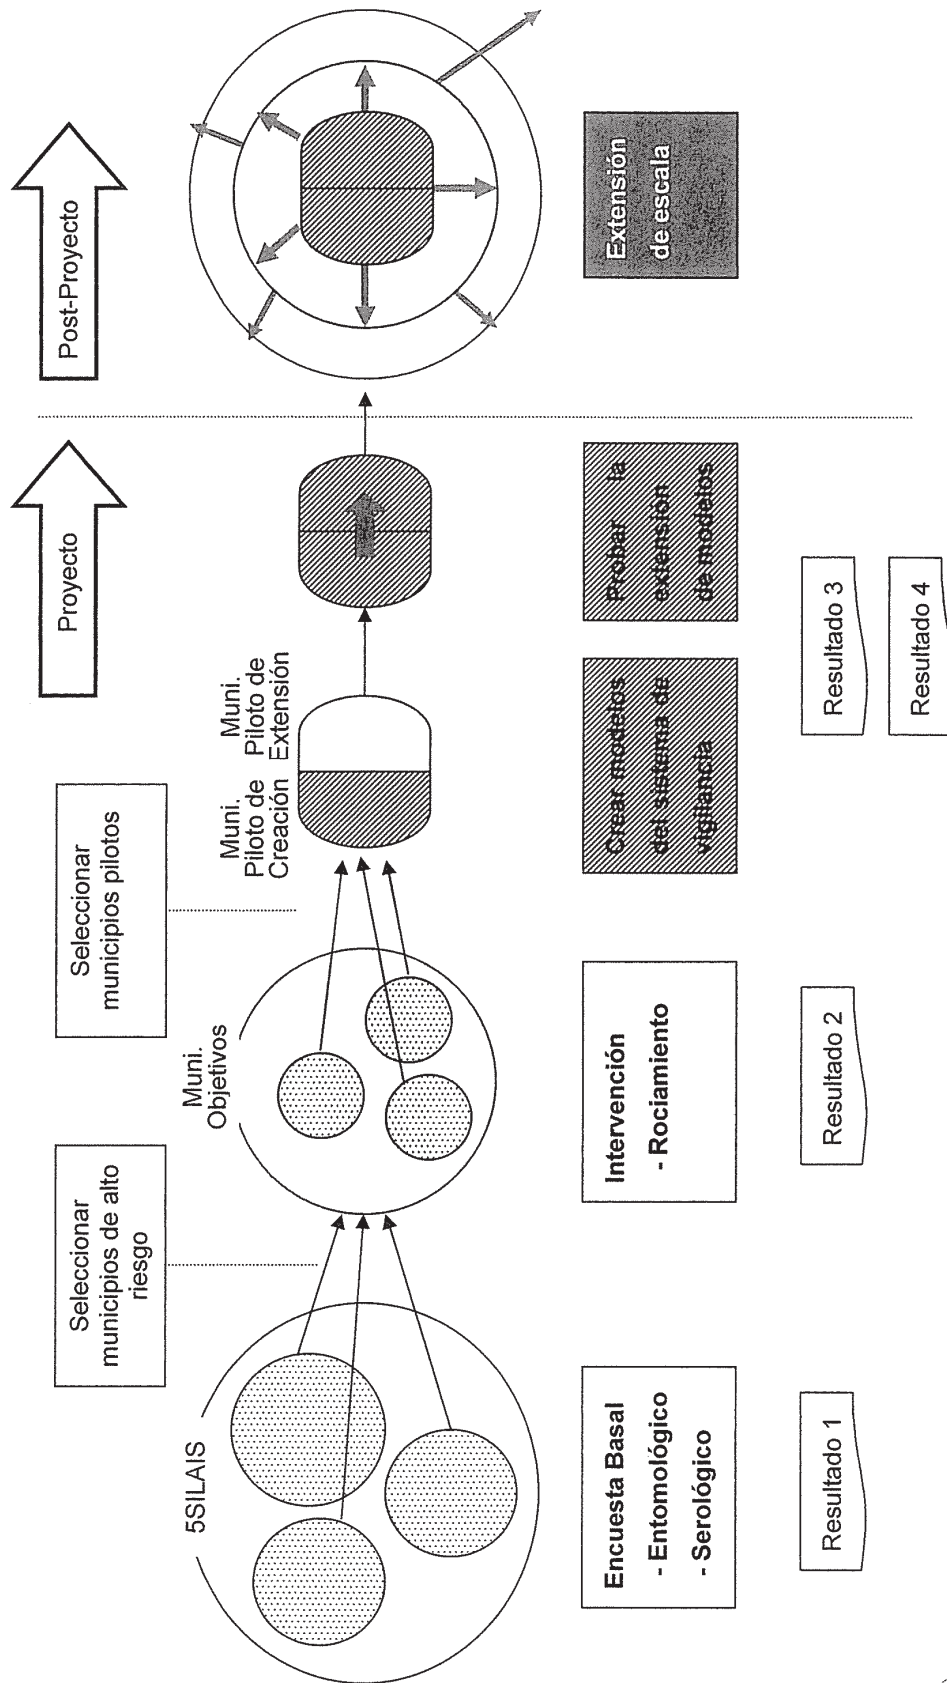 Proyecto
Post-Proyecto
Seleccionar
municipios de alto
riesgo
Seleccionar
municipios pilotos
5SILAIS
Muni.
Objetivos
Muni.
Piloto de
Creación
Muni.
Piloto de
Extensión
Encuesta Basal
- Entomológico
- Serológico
Intervención
- Rociamiento
Crear modelos
del sistema de
vigilancia
Probar la
extensión
de modelos
Extensión
de escala
Resultado 1
Resultado 2
Resultado 3
Resultado 4